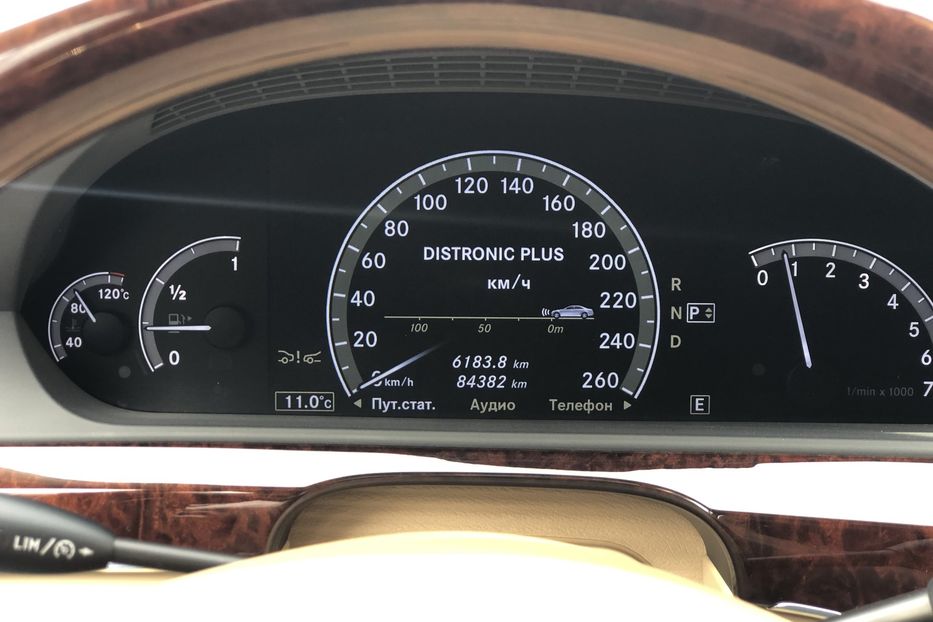 120°C
80
40
1
½
0
120 140
100 160
80 180
60 200
40 220
20 240
0 km/h 260
DISTRONIC PLUS
км/ч
100 50 0m
6183.8 km
84382 km
Пут.стат. Аудио Телефон
11.0°C
R
N P
D
E
0 1 2 3 4 5 6 7
1/min x 1000
LIM/